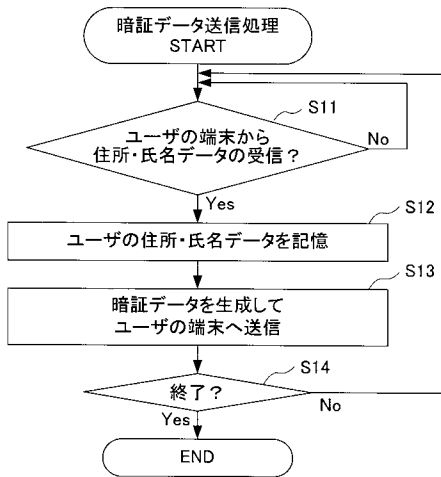 暗証データ送信処理
START
S11
ユーザの端末から
住所・氏名データの受信？
No
Yes
S12
ユーザの住所・氏名データを記憶
S13
暗証データを生成して
ユーザの端末へ送信
S14
終了？
No
Yes
END